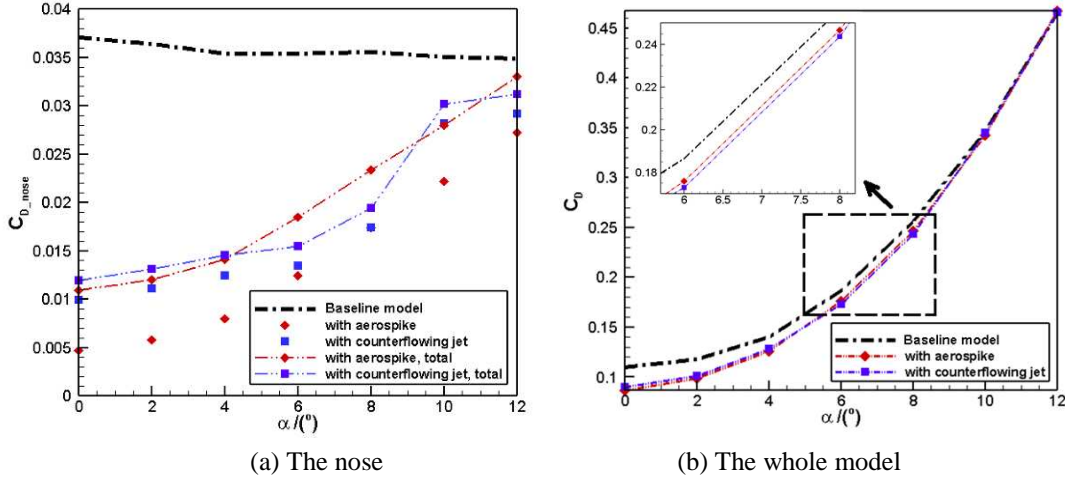 0.04
0.035
0.03
0.025
0.02
0.015
0.01
0.005
0
C_D_nose
0 2 4 6 8 10 12
α/(°)
Baseline model
with aerospike
with counterflowing jet
with aerospike, total
with counterflowing jet, total
(a) The nose
0.45
0.4
0.35
0.3
0.25
0.2
0.15
0.1
C_D
0 2 4 6 8 10 12
α/(°)
0.24
0.22
0.2
0.18
6 6.5 7 7.5 8
Baseline model
with aerospike
with counterflowing jet
(b) The whole model